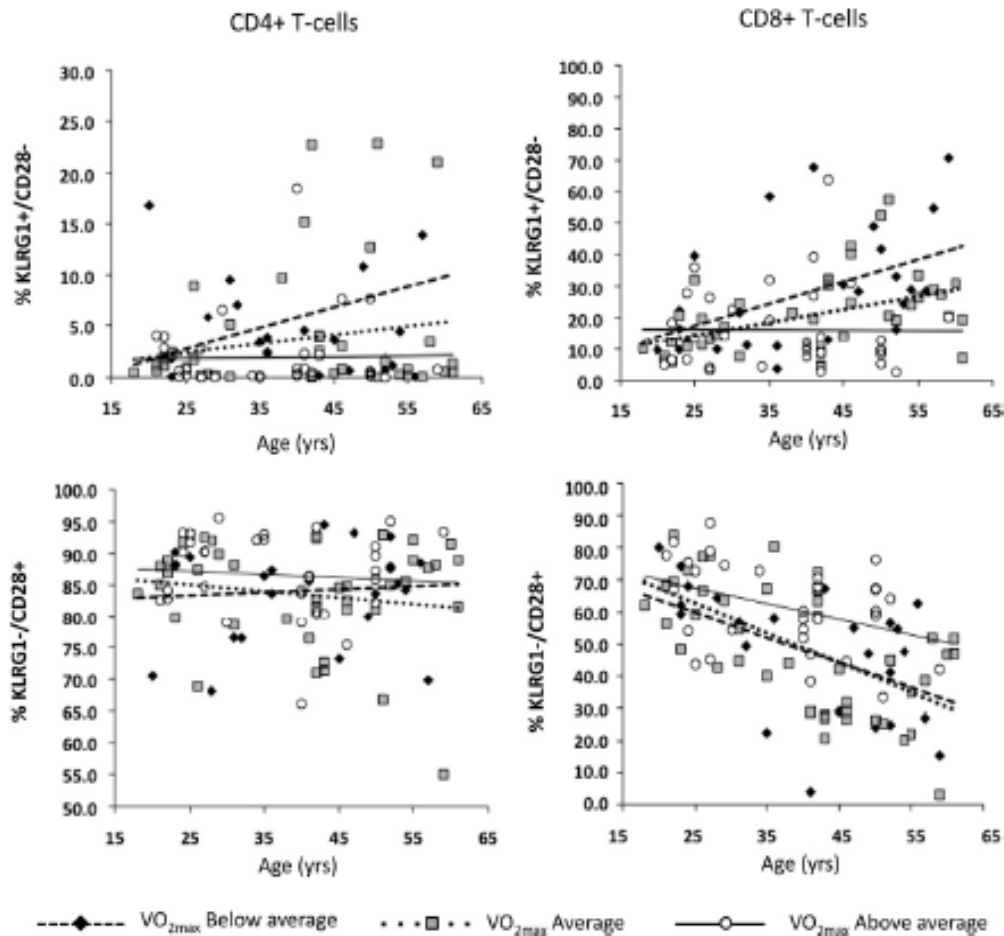 CD4+ T-cells
CD8+ T-cells
% KLRG1+/CD28-
30.0
25.0
20.0
15.0
10.0
5.0
0.0
15 25 35 45 55 65
Age (yrs)
% KLRG1+/CD28-
100.0
90.0
80.0
70.0
60.0
50.0
40.0
30.0
20.0
10.0
0.0
15 25 35 45 55 65
Age (yrs)
% KLRG1-/CD28+
100.0
95.0
90.0
85.0
80.0
75.0
70.0
65.0
60.0
55.0
50.0
15 25 35 45 55 65
Age (yrs)
% KLRG1-/CD28+
100.0
90.0
80.0
70.0
60.0
50.0
40.0
30.0
20.0
10.0
0.0
15 25 35 45 55 65
Age (yrs)
VO2max Below average
VO2max Average
VO2max Above average